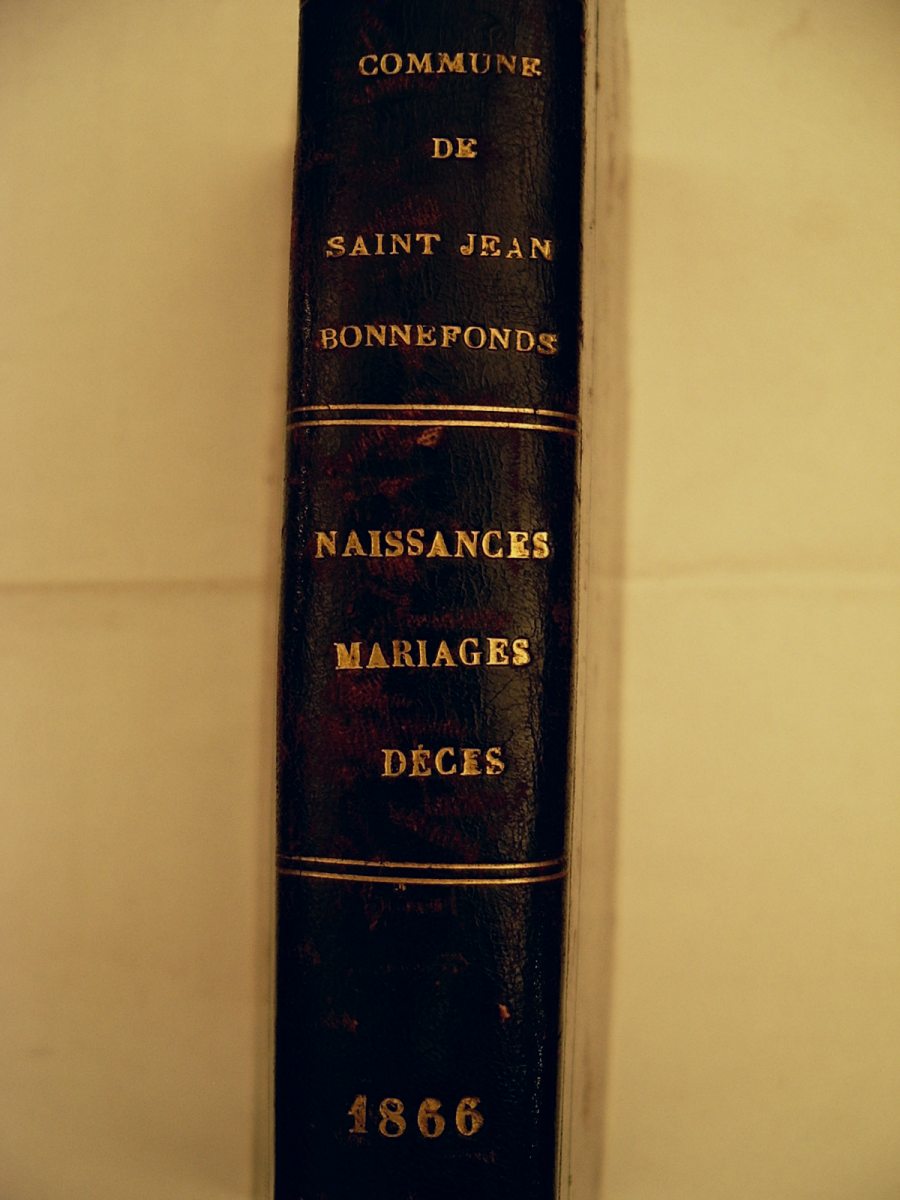 COMMUNE
DE
SAINT JEAN
BONNEFONDS
NAISSANCES
MARIAGES
DÉCES
1866